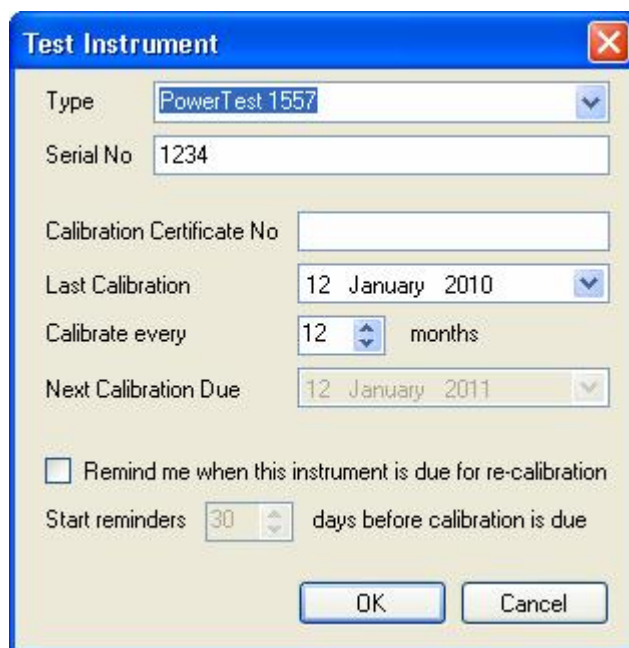 Test Instrument
Type PowerTest 1557
Serial No 1234
Calibration Certificate No
Last Calibration 12 January 2010
Calibrate every 12 months
Next Calibration Due 12 January 2011
Remind me when this instrument is due for re-calibration
Start reminders 30 days before calibration is due
OK Cancel